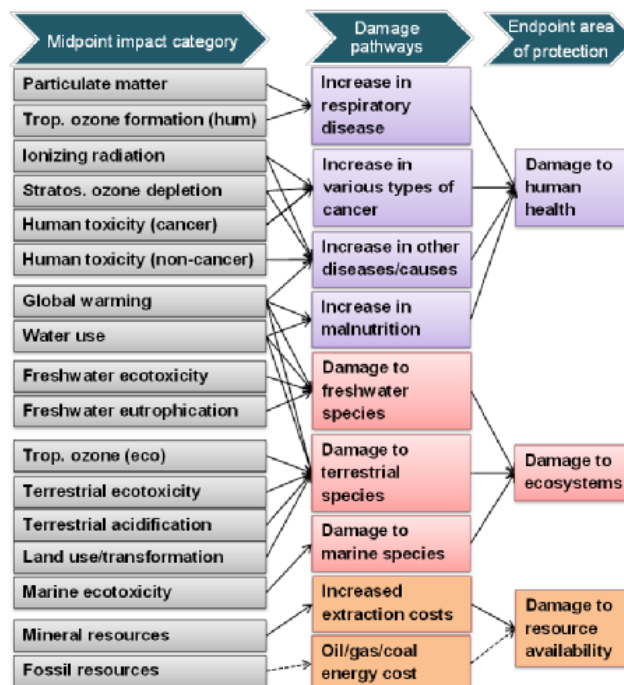 Midpoint impact category
Damage
pathways
Endpoint area
of protection
Particulate matter
Trop. ozone formation (hum)
Ionizing radiation
Stratos. ozone depletion
Human toxicity (cancer)
Human toxicity (non-cancer)
Global warming
Water use
Freshwater ecotoxicity
Freshwater eutrophication
Trop. ozone (eco)
Terrestrial ecotoxicity
Terrestrial acidification
Land use/transformation
Marine ecotoxicity
Mineral resources
Fossil resources
Increase in
respiratory
disease
Increase in
various types of
cancer
Increase in other
diseases/causes
Increase in
malnutrition
Damage to
freshwater
species
Damage to
terrestrial
species
Damage to
marine species
Increased
extraction costs
Oil/gas/coal
energy cost
Damage to
human
health
Damage to
ecosystems
Damage to
resource
availability